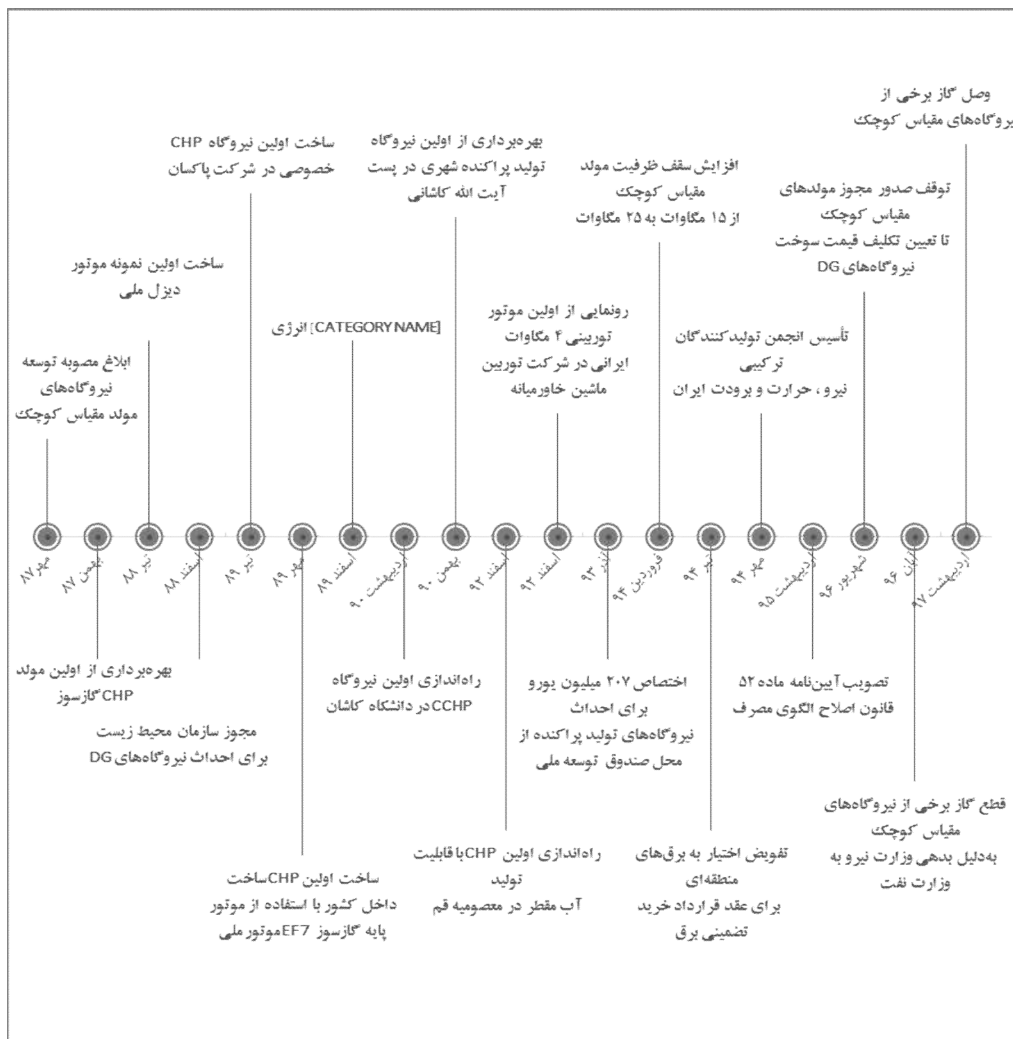 وصل گاز برخی از
نیروگاه‌های مقیاس کوچک
ساخت اولین نیروگاه CHP
خصوصی در شرکت پاکسان
بهره‌برداری از اولین نیروگاه
تولید پراکنده شهری در پست
آیت الله کاشانی
افزایش سقف ظرفیت مولد
مقیاس کوچک
از ۱۵ مگاوات به ۲۵ مگاوات
توقف صدور مجوز مولدهای
مقیاس کوچک
تا تعیین تکلیف قیمت سوخت
نیروگاه‌های DG
ساخت اولین نمونه موتور
دیزل ملی
[CATEGORY NAME] انرژی
رونمایی از اولین موتور
توربینی ۴ مگاوات
ایرانی در شرکت توربین
ماشین خاورمیانه
تأسیس انجمن تولیدکنندگان
ترکیبی
نیرو ، حرارت و برودت ایران
ابلاغ مصوبه توسعه
نیروگاه‌های
مولد مقیاس کوچک
مهر ۸۷
بهمن ۸۷
تیر ۸۸
اسفند ۸۸
تیر ۸۹
مهر ۸۹
اسفند ۸۹
اردیبهشت ۹۰
بهمن ۹۰
اسفند ۹۲
اسفند ۹۲
آذر ۹۳
فروردین ۹۴
تیر ۹۴
مهر ۹۴
اردیبهشت ۹۵
شهریور ۹۶
آبان ۹۶
اردیبهشت ۹۷
بهره‌برداری از اولین مولد
CHP گازسوز
مجوز سازمان محیط زیست
برای احداث نیروگاه‌های DG
راه‌اندازی اولین نیروگاه
CCHP در دانشگاه کاشان
اختصاص ۲۰۷ میلیون یورو
برای احداث
نیروگاه‌های تولید پراکنده از
محل صندوق توسعه ملی
تصویب آیین‌نامه ماده ۵۲
قانون اصلاح الگوی مصرف
قطع گاز برخی از نیروگاه‌های
مقیاس کوچک
به‌دلیل بدهی وزارت نیرو به
وزارت نفت
ساخت اولین CHP ساخت
داخل کشور با استفاده از موتور
پایه گازسوز EF7 موتور ملی
راه‌اندازی اولین CHP با قابلیت
تولید
آب مقطر در معصومیه قم
تفویض اختیار به برق‌های
منطقه‌ای
برای عقد قرارداد خرید
تضمینی برق